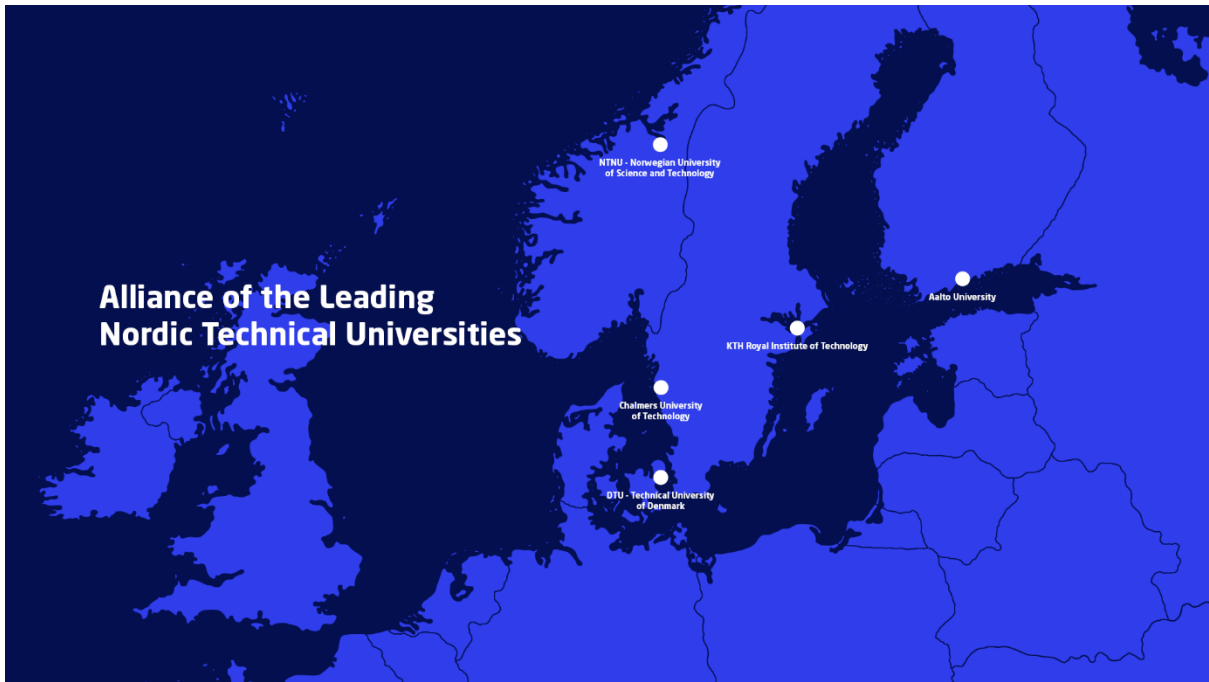 NTNU - Norwegian University
of Science and Technology
Alliance of the Leading
Nordic Technical Universities
Aalto University
KTH Royal Institute of Technology
Chalmers University
of Technology
DTU - Technical University
of Denmark